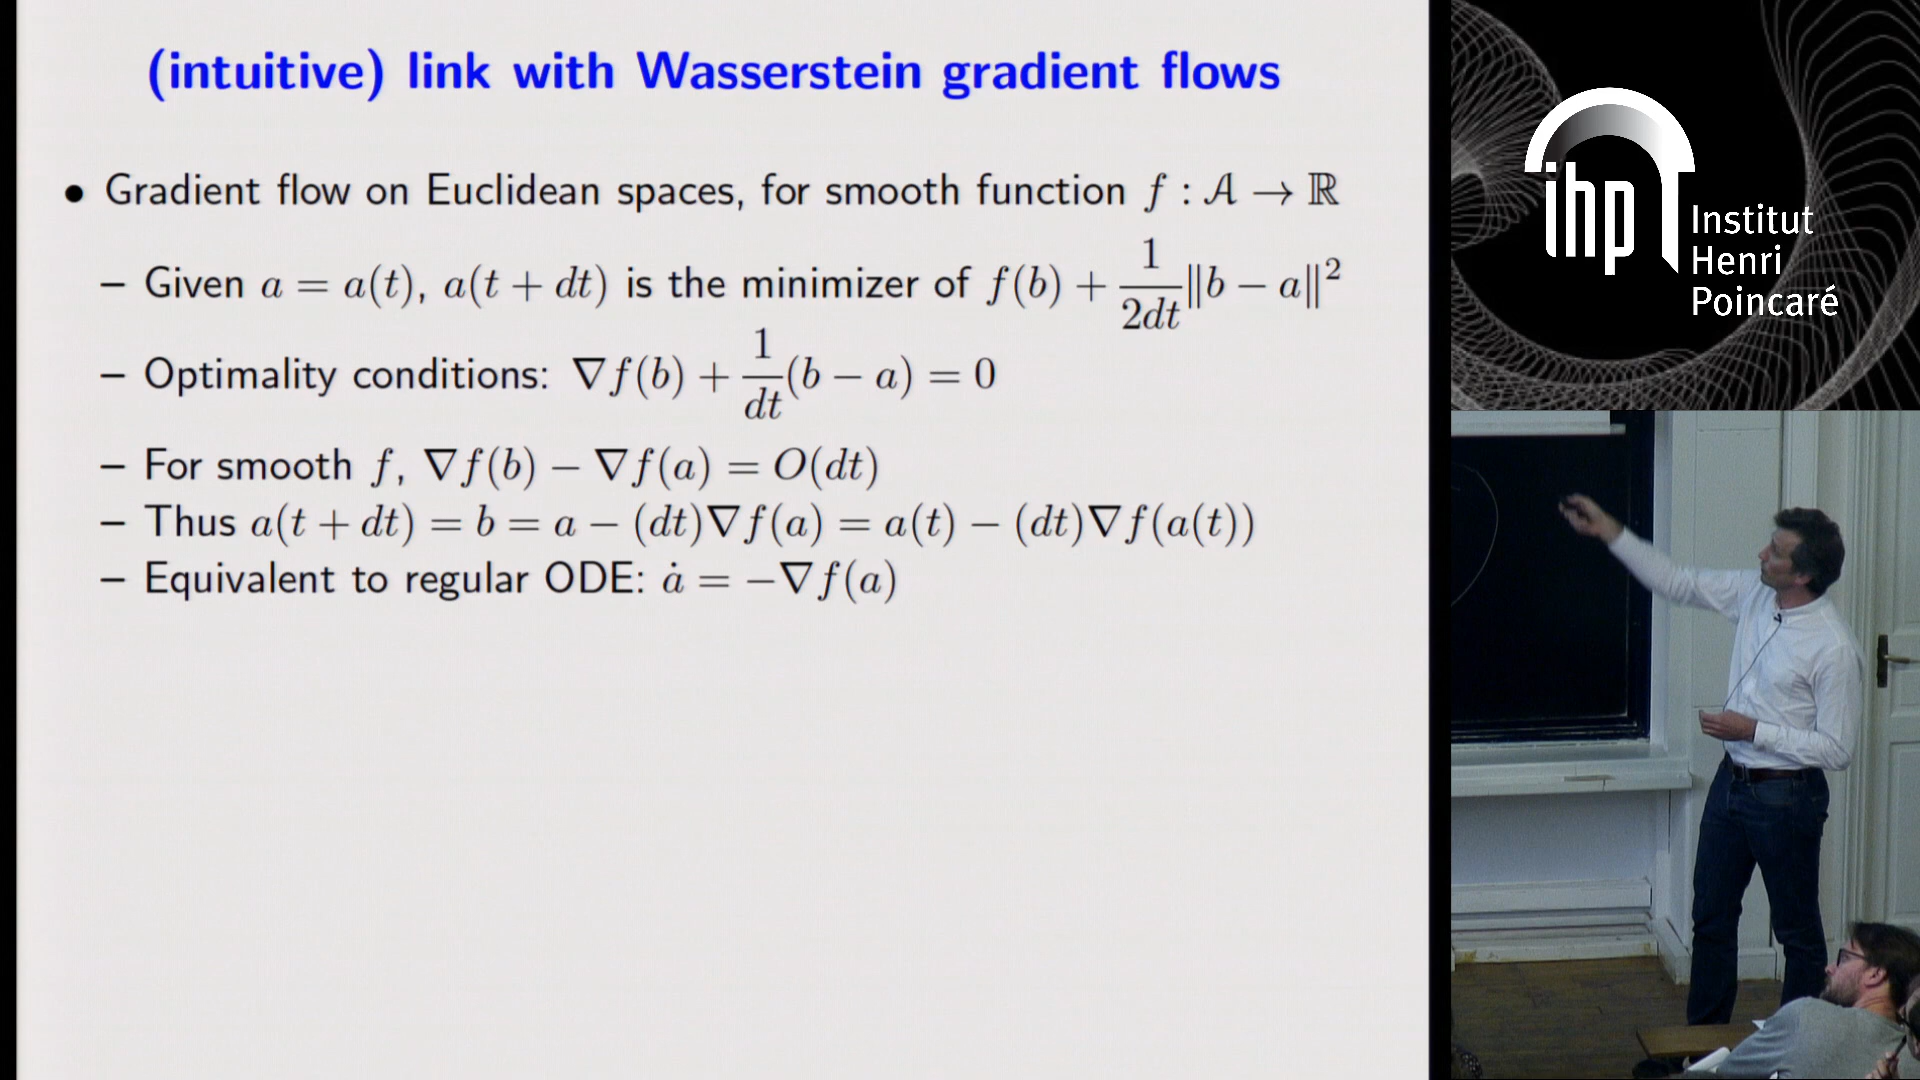 (intuitive) link with Wasserstein gradient flows
• Gradient flow on Euclidean spaces, for smooth function f : 𝒜 → ℝ
– Given a = a(t), a(t + dt) is the minimizer of f(b) + \frac{1}{2dt}‖b − a‖²
– Optimality conditions: ∇f(b) + \frac{1}{dt}(b − a) = 0
– For smooth f, ∇f(b) − ∇f(a) = O(dt)
– Thus a(t + dt) = b = a − (dt)∇f(a) = a(t) − (dt)∇f(a(t))
– Equivalent to regular ODE: ȧ = −∇f(a)
ihp
Institut
Henri
Poincaré